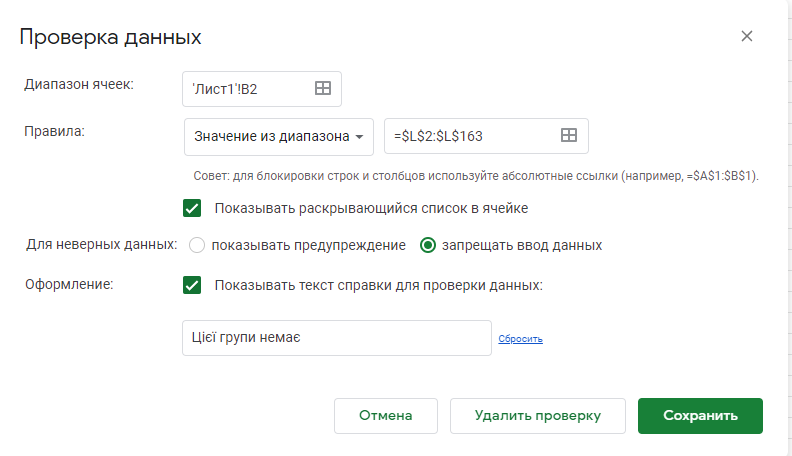 Проверка данных
Диапазон ячеек: 'Лист1'!B2
Правила: Значение из диапазона =$L$2:$L$163
Совет: для блокировки строк и столбцов используйте абсолютные ссылки (например, =$A$1:$B$1).
Показывать раскрывающийся список в ячейке
Для неверных данных: показывать предупреждение запрещать ввод данных
Оформление: Показывать текст справки для проверки данных:
Цієї групи немає Сбросить
Отмена Удалить проверку Сохранить